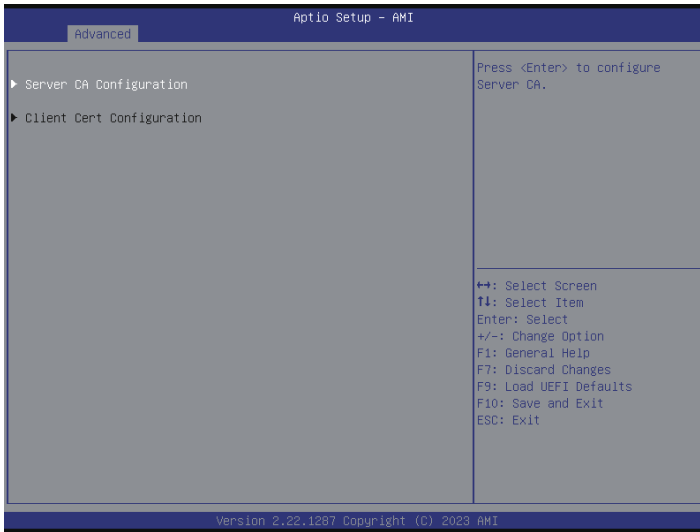 Aptio Setup – AMI
Advanced
Server CA Configuration
Client Cert Configuration
Press <Enter> to configure
Server CA.
↔: Select Screen
↑↓: Select Item
Enter: Select
+/-: Change Option
F1: General Help
F7: Discard Changes
F9: Load UEFI Defaults
F10: Save and Exit
ESC: Exit
Version 2.22.1287 Copyright (C) 2023 AMI